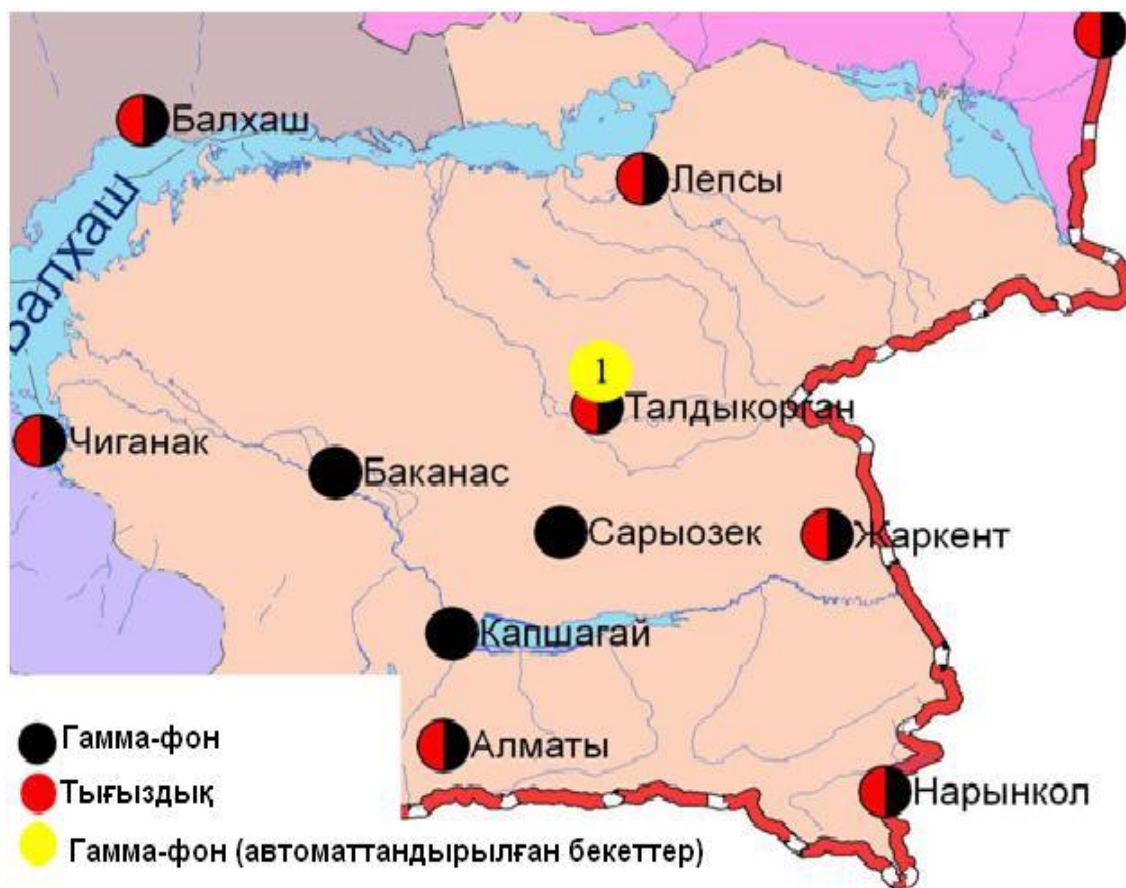 Балхаш
Лепсы
Балхаш
1
Талдыкорган
Чиганак
Баканас
Сарыозек
Жаркент
Капшагай
Алматы
Нарынкол
Гамма-фон
Тығыздық
Гамма-фон (автоматтандырылған бекеттер)